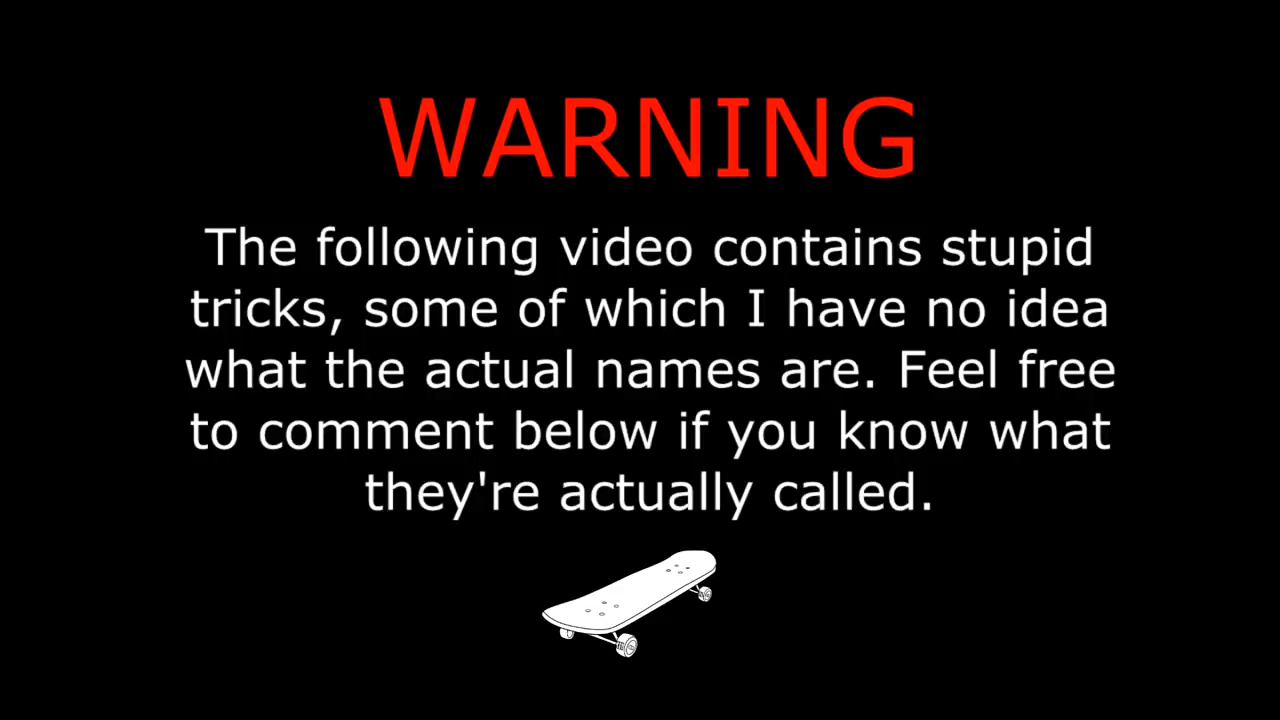 WARNING
The following video contains stupid
tricks, some of which I have no idea
what the actual names are. Feel free
to comment below if you know what
they're actually called.